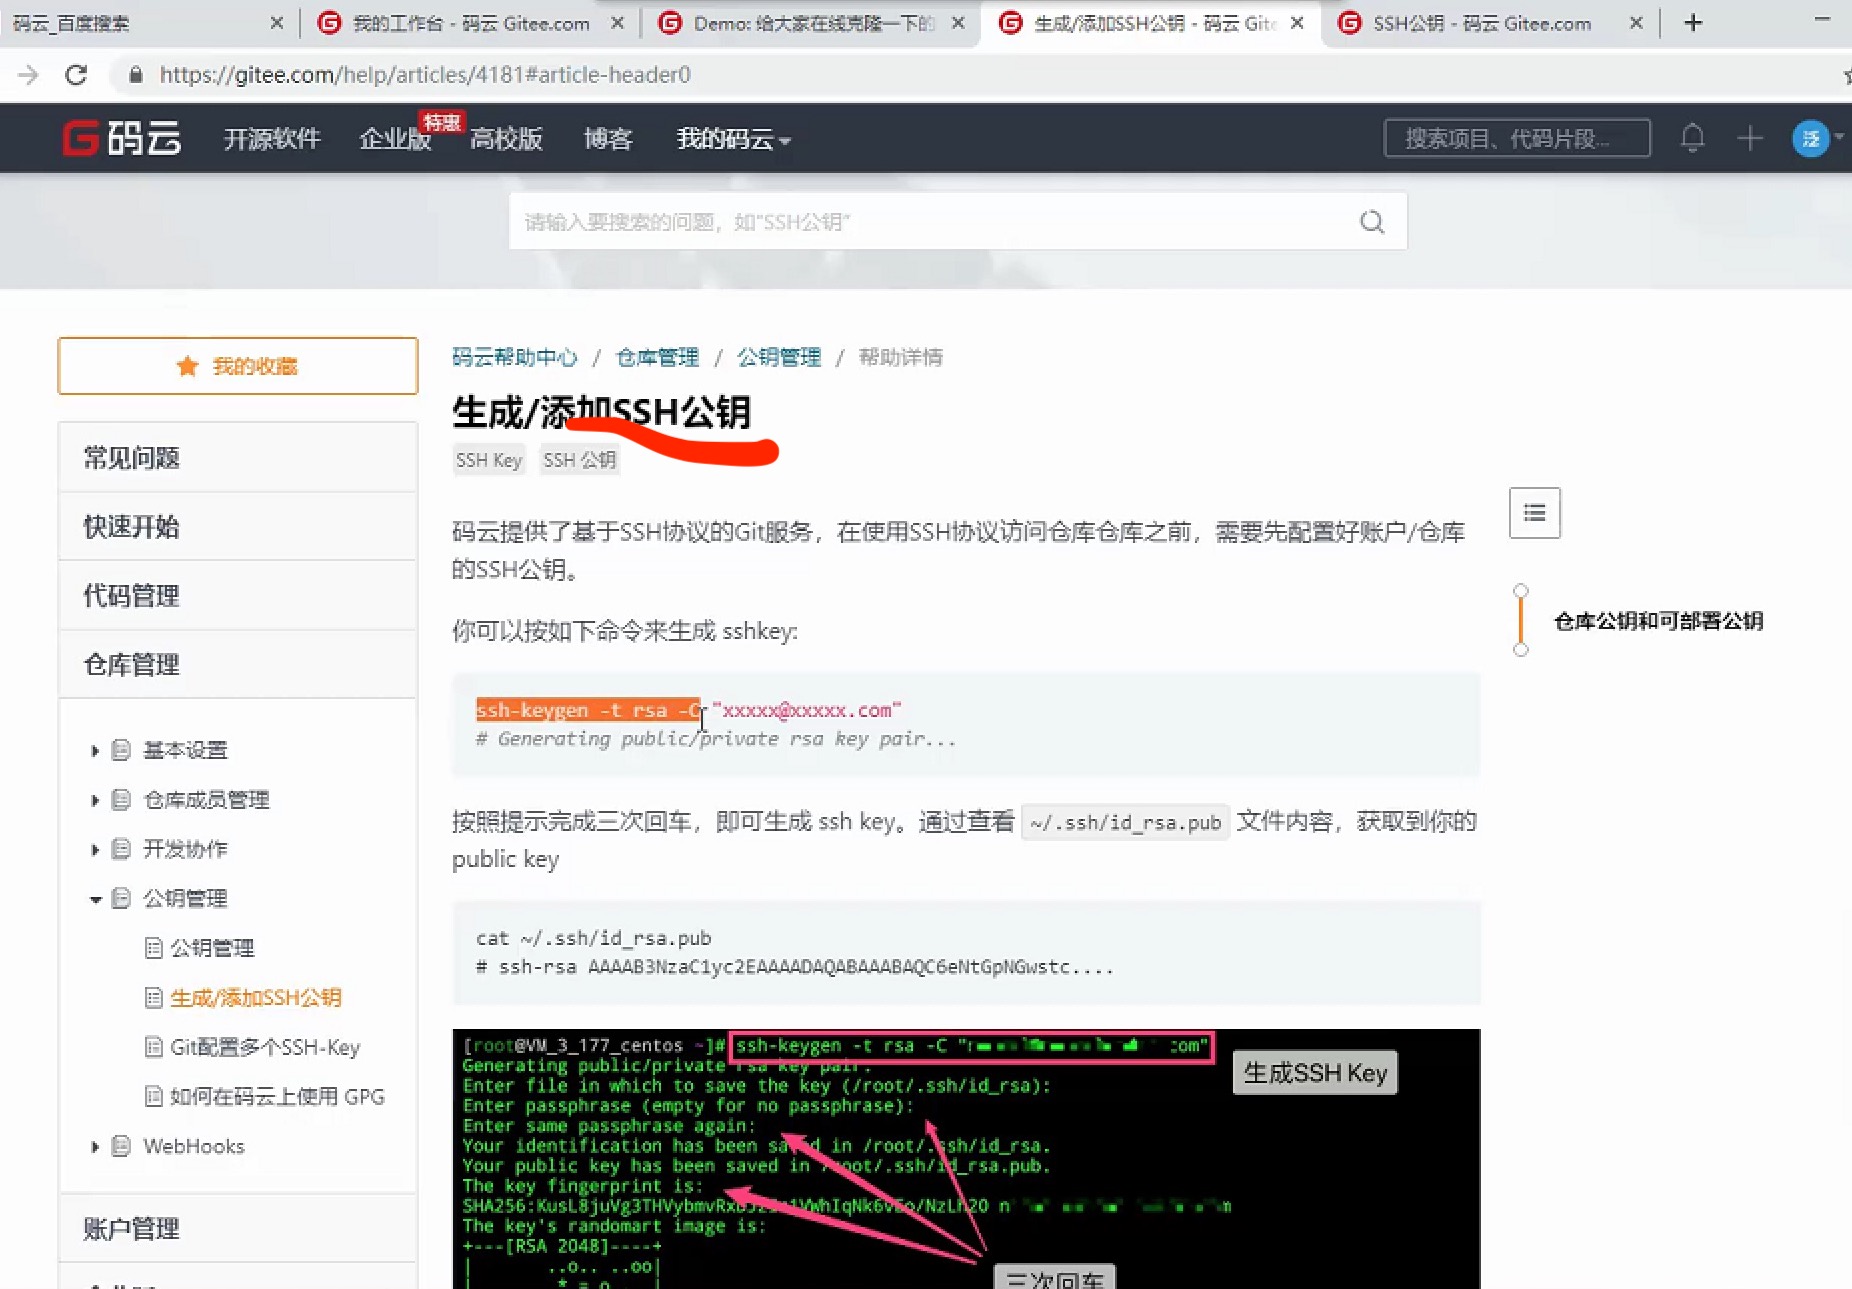 码云_百度搜索
我的工作台 - 码云 Gitee.com
Demo: 给大家在线克隆一下的
生成/添加SSH公钥 - 码云 Gite
SSH公钥 - 码云 Gitee.com
https://gitee.com/help/articles/4181#article-header0
码云
开源软件
企业版
特惠
高校版
博客
我的码云
搜索项目、代码片段...
泛
请输入要搜索的问题，如"SSH公钥"
我的收藏
常见问题
快速开始
代码管理
仓库管理
基本设置
仓库成员管理
开发协作
公钥管理
公钥管理
生成/添加SSH公钥
Git配置多个SSH-Key
如何在码云上使用 GPG
WebHooks
账户管理
码云帮助中心 / 仓库管理 / 公钥管理 / 帮助详情
生成/添加SSH公钥
SSH Key SSH 公钥
码云提供了基于SSH协议的Git服务，在使用SSH协议访问仓库仓库之前，需要先配置好账户/仓库
的SSH公钥。
你可以按如下命令来生成 sshkey:
ssh-keygen -t rsa -C "xxxxx@xxxxx.com"
# Generating public/private rsa key pair...
按照提示完成三次回车，即可生成 ssh key。通过查看 ~/.ssh/id_rsa.pub 文件内容，获取到你的
public key
cat ~/.ssh/id_rsa.pub
# ssh-rsa AAAAB3NzaC1yc2EAAAADAQABAAABAQC6eNtGpNGwstc....
[root@VM_3_177_centos ~]# ssh-keygen -t rsa -C "
com"
Generating public/private rsa key pair.
Enter file in which to save the key (/root/.ssh/id_rsa):
Enter passphrase (empty for no passphrase):
Enter same passphrase again:
Your identification has been saved in /root/.ssh/id_rsa.
Your public key has been saved in /root/.ssh/id_rsa.pub.
The key fingerprint is:
The key's randomart image is:
+---[RSA 2048]----+
| ..o.. ..oo|
生成SSH Key
三次回车
仓库公钥和可部署公钥